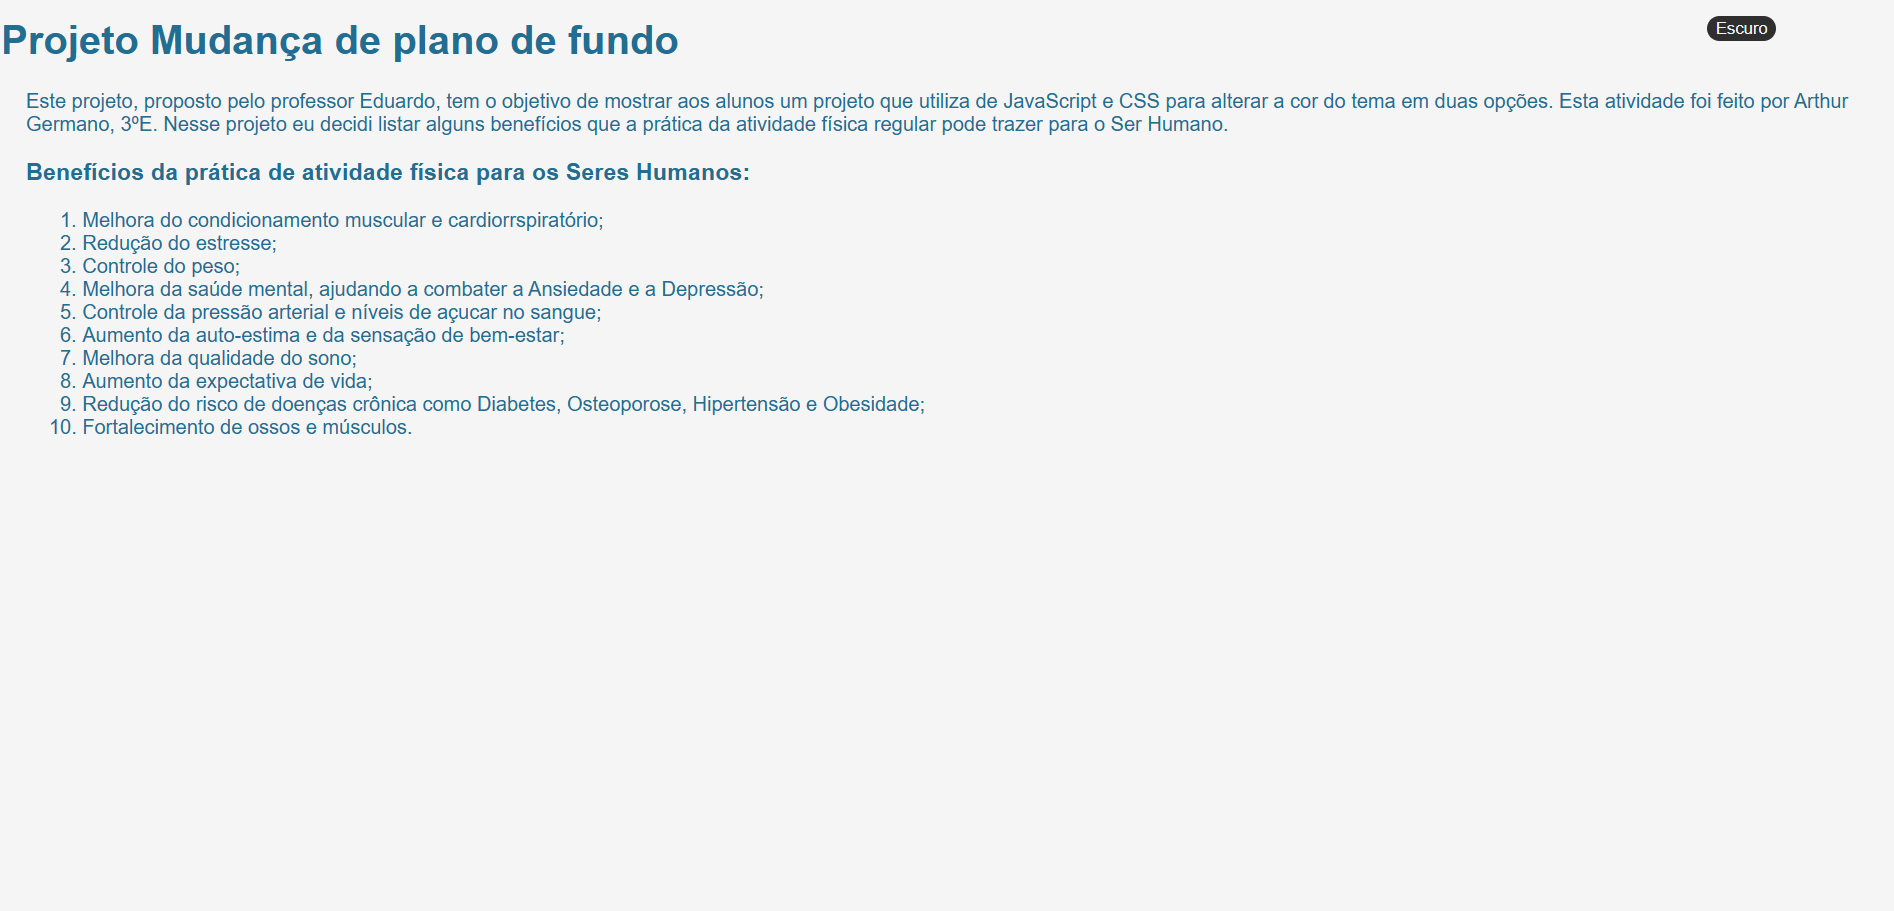 Projeto Mudança de plano de fundo
Escuro
Este projeto, proposto pelo professor Eduardo, tem o objetivo de mostrar aos alunos um projeto que utiliza de JavaScript e CSS para alterar a cor do tema em duas opções. Esta atividade foi feito por Arthur
Germano, 3ºE. Nesse projeto eu decidi listar alguns benefícios que a prática da atividade física regular pode trazer para o Ser Humano.
Benefícios da prática de atividade física para os Seres Humanos:
1. Melhora do condicionamento muscular e cardiorrspiratório;
2. Redução do estresse;
3. Controle do peso;
4. Melhora da saúde mental, ajudando a combater a Ansiedade e a Depressão;
5. Controle da pressão arterial e níveis de açucar no sangue;
6. Aumento da auto-estima e da sensação de bem-estar;
7. Melhora da qualidade do sono;
8. Aumento da expectativa de vida;
9. Redução do risco de doenças crônica como Diabetes, Osteoporose, Hipertensão e Obesidade;
10. Fortalecimento de ossos e músculos.